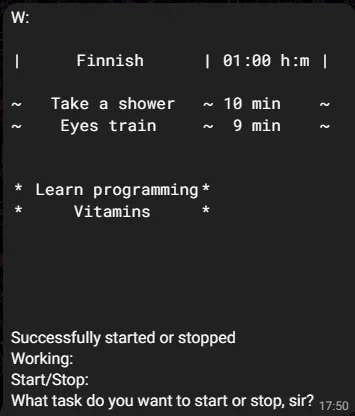 W:
|      Finnish      | 01:00 h:m |
~   Take a shower   ~ 10 min    ~
~    Eyes train     ~  9 min    ~
* Learn programming*
*     Vitamins     *
Successfully started or stopped
Working:
Start/Stop:
What task do you want to start or stop, sir? 17:50